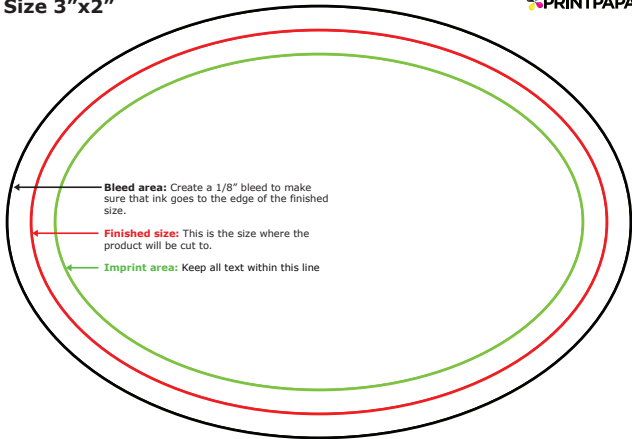 Size 3”x2”
PRINTPAPA
Bleed area: Create a 1/8” bleed to make
sure that ink goes to the edge of the finished
size.
Finished size: This is the size where the
product will be cut to.
Imprint area: Keep all text within this line